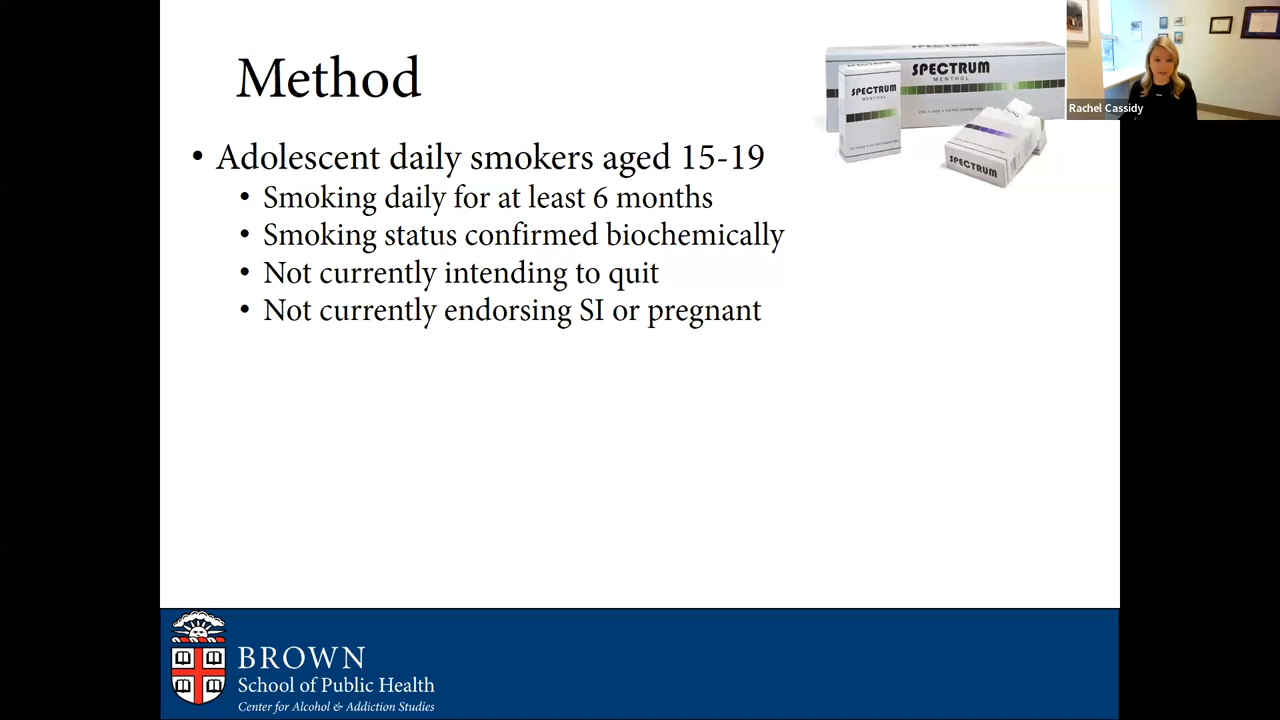 Method
SPECTRUM
MENTHOL
SPECTRUM
MENTHOL
SPECTRUM
Rachel Cassidy
• Adolescent daily smokers aged 15-19
• Smoking daily for at least 6 months
• Smoking status confirmed biochemically
• Not currently intending to quit
• Not currently endorsing SI or pregnant
BROWN
School of Public Health
Center for Alcohol & Addiction Studies